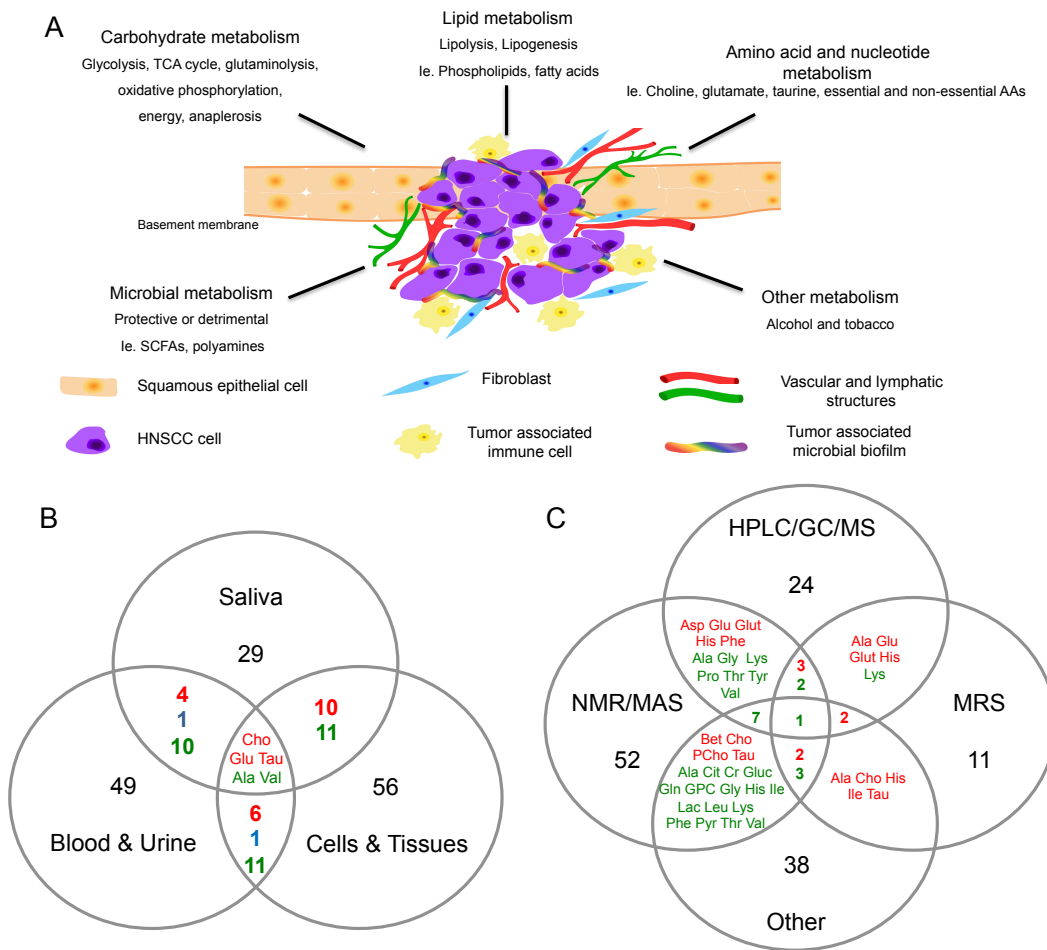 A
Carbohydrate metabolism
Glycolysis, TCA cycle, glutaminolysis,
oxidative phosphorylation,
energy, anaplerosis
Lipid metabolism
Lipolysis, Lipogenesis
Ie. Phospholipids, fatty acids
Amino acid and nucleotide
metabolism
Ie. Choline, glutamate, taurine, essential and non-essential AAs
Basement membrane
Microbial metabolism
Protective or detrimental
Ie. SCFAs, polyamines
Other metabolism
Alcohol and tobacco
Squamous epithelial cell
Fibroblast
Vascular and lymphatic
structures
HNSCC cell
Tumor associated
immune cell
Tumor associated
microbial biofilm
B
Saliva
29
4
1
10
10
11
Cho
Glu Tau
Ala Val
49
56
Blood & Urine
Cells & Tissues
6
1
11
C
HPLC/GC/MS
24
Asp Glu Glut
His Phe
Ala Gly Lys
Pro Thr Tyr
Val
Ala Glu
Glut His
Lys
3
2
NMR/MAS
52
MRS
11
7
1
2
Bet Cho
PCho Tau
Ala Cit Cr Gluc
Gln GPC Gly His Ile
Lac Leu Lys
Phe Pyr Thr Val
2
3
Ala Cho His
Ile Tau
38
Other